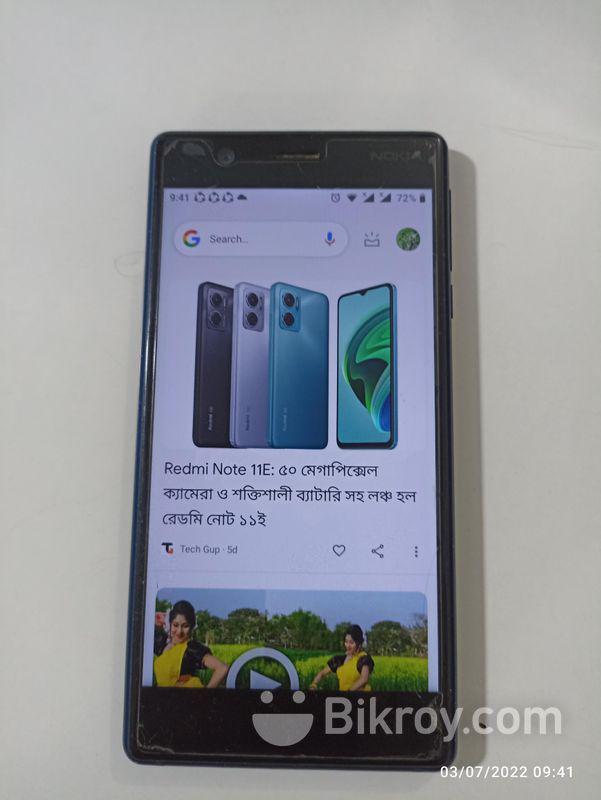 NOKIA
9:41 72%
Search...
Redmi Note 11E: ৫০ মেগাপিক্সেল
ক্যামেরা ও শক্তিশালী ব্যাটারি সহ লঞ্চ হল
রেডমি নোট ১১ই
Tech Gup · 5d
Bikroy.com
03/07/2022 09:41